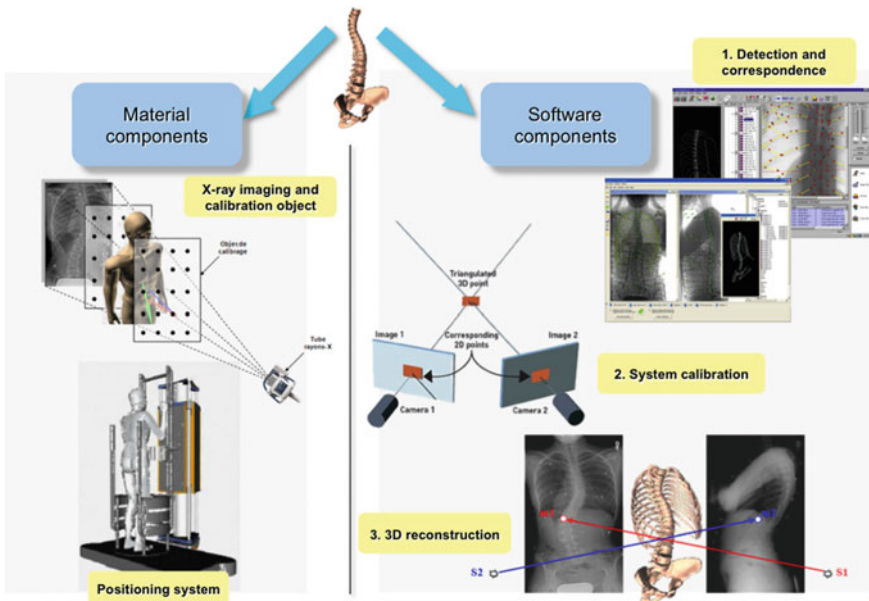 Material
components
X-ray imaging and
calibration object
Objet de
calibrage
Tube
rayons-X
Positioning system
Software
components
1. Detection and
correspondence
Triangulated
3D point
Image 1
Corresponding
2D points
Image 2
Camera 1
Camera 2
2. System calibration
3. 3D reconstruction
S2
S1